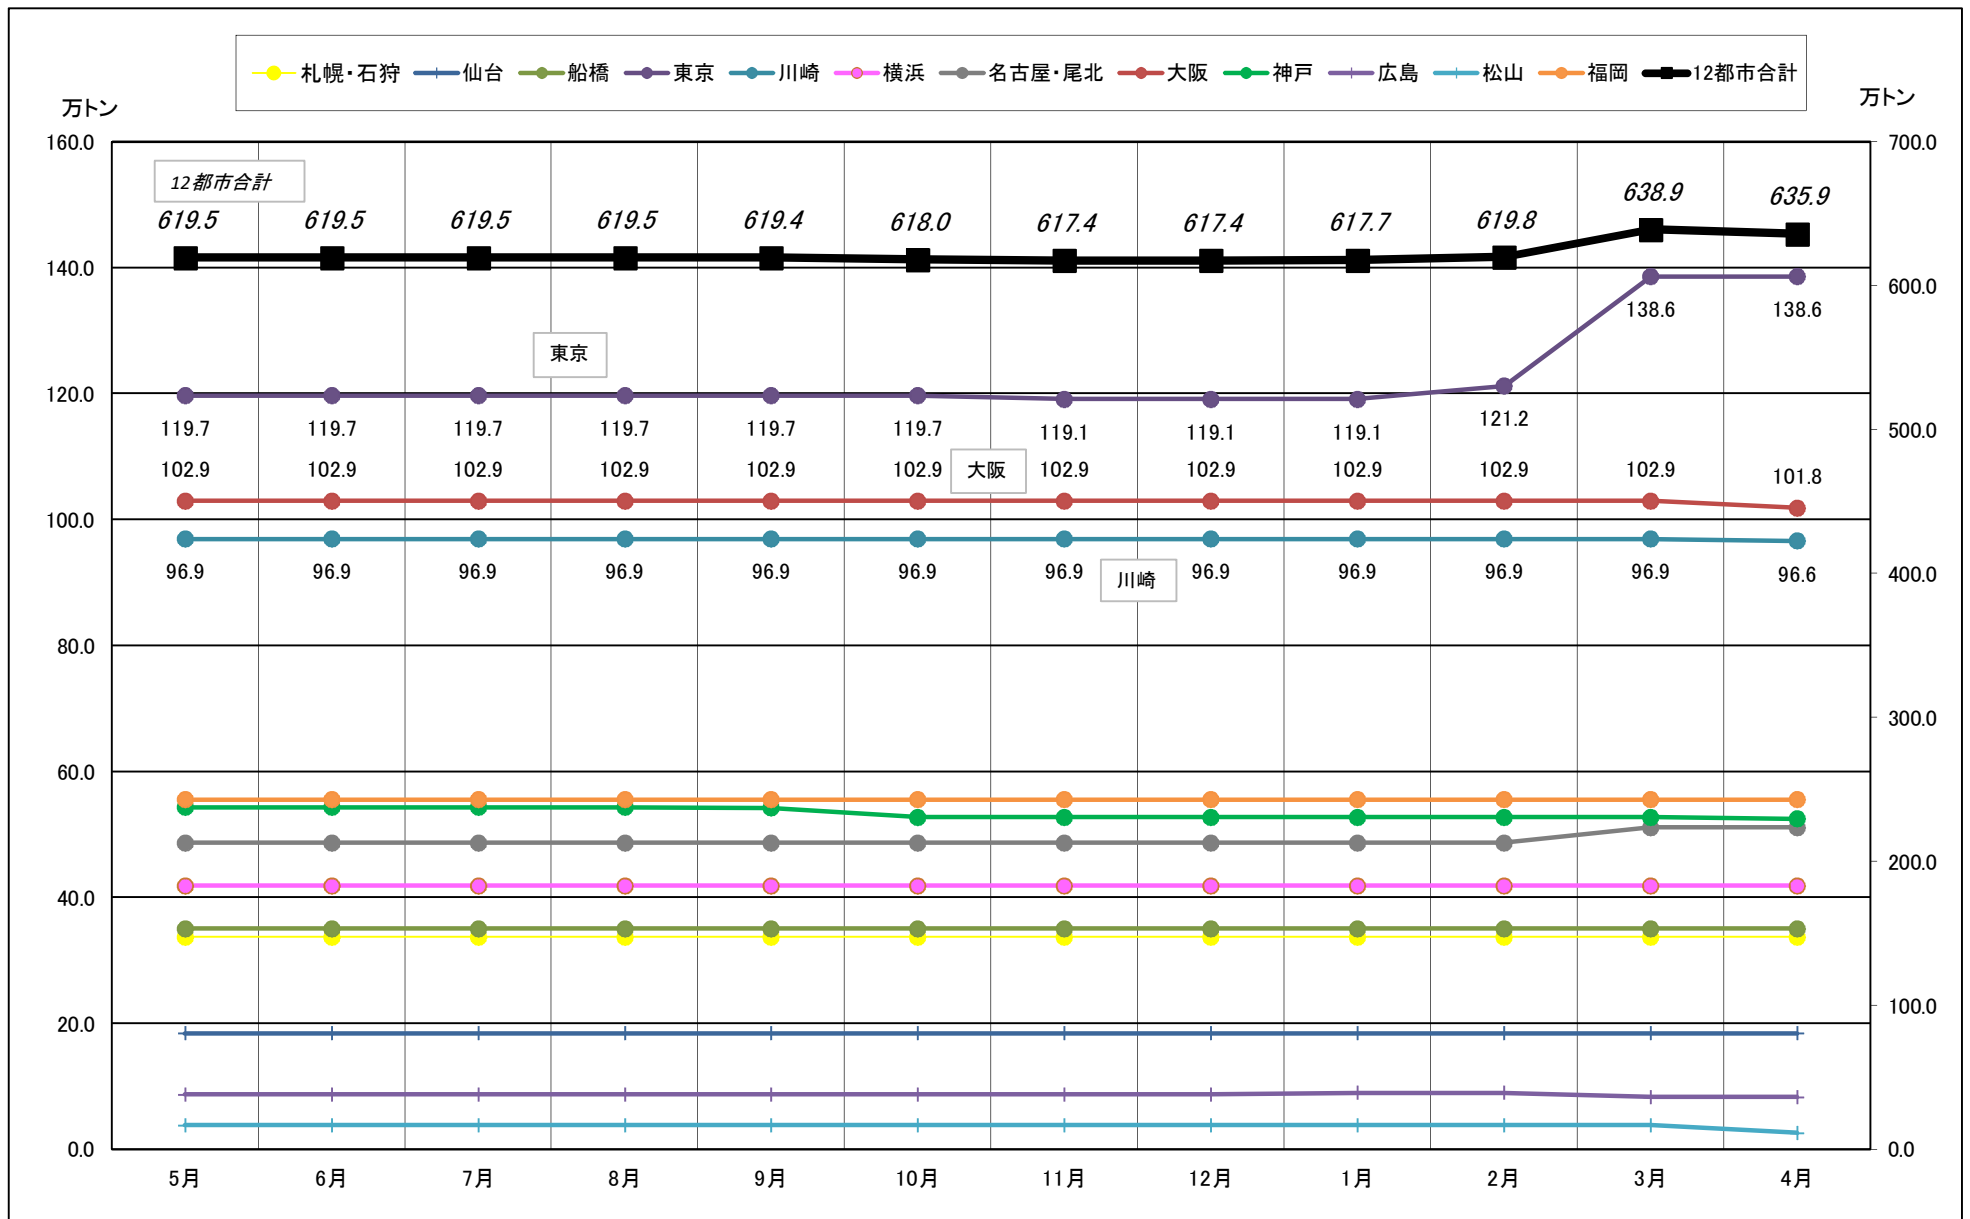 札幌・石狩 仙台 船橋 東京 川崎 横浜 名古屋・尾北 大阪 神戸 広島 松山 福岡 12都市合計
万トン 万トン
160.0 700.0
12都市合計
619.5 619.5 619.5 619.5 619.4 618.0 617.4 617.4 617.7 619.8 638.9 635.9
140.0
600.0
138.6 138.6
東京
120.0
119.7 119.7 119.7 119.7 119.7 119.7 119.1 119.1 119.1 121.2
500.0
102.9 102.9 102.9 102.9 102.9 102.9 大阪 102.9 102.9 102.9 102.9 102.9 101.8
100.0
96.9 96.9 96.9 96.9 96.9 96.9 96.9 川崎 96.9 96.9 96.9 96.9 96.6
400.0
80.0
300.0
60.0
200.0
40.0
20.0
100.0
0.0 0.0
5月 6月 7月 8月 9月 10月 11月 12月 1月 2月 3月 4月